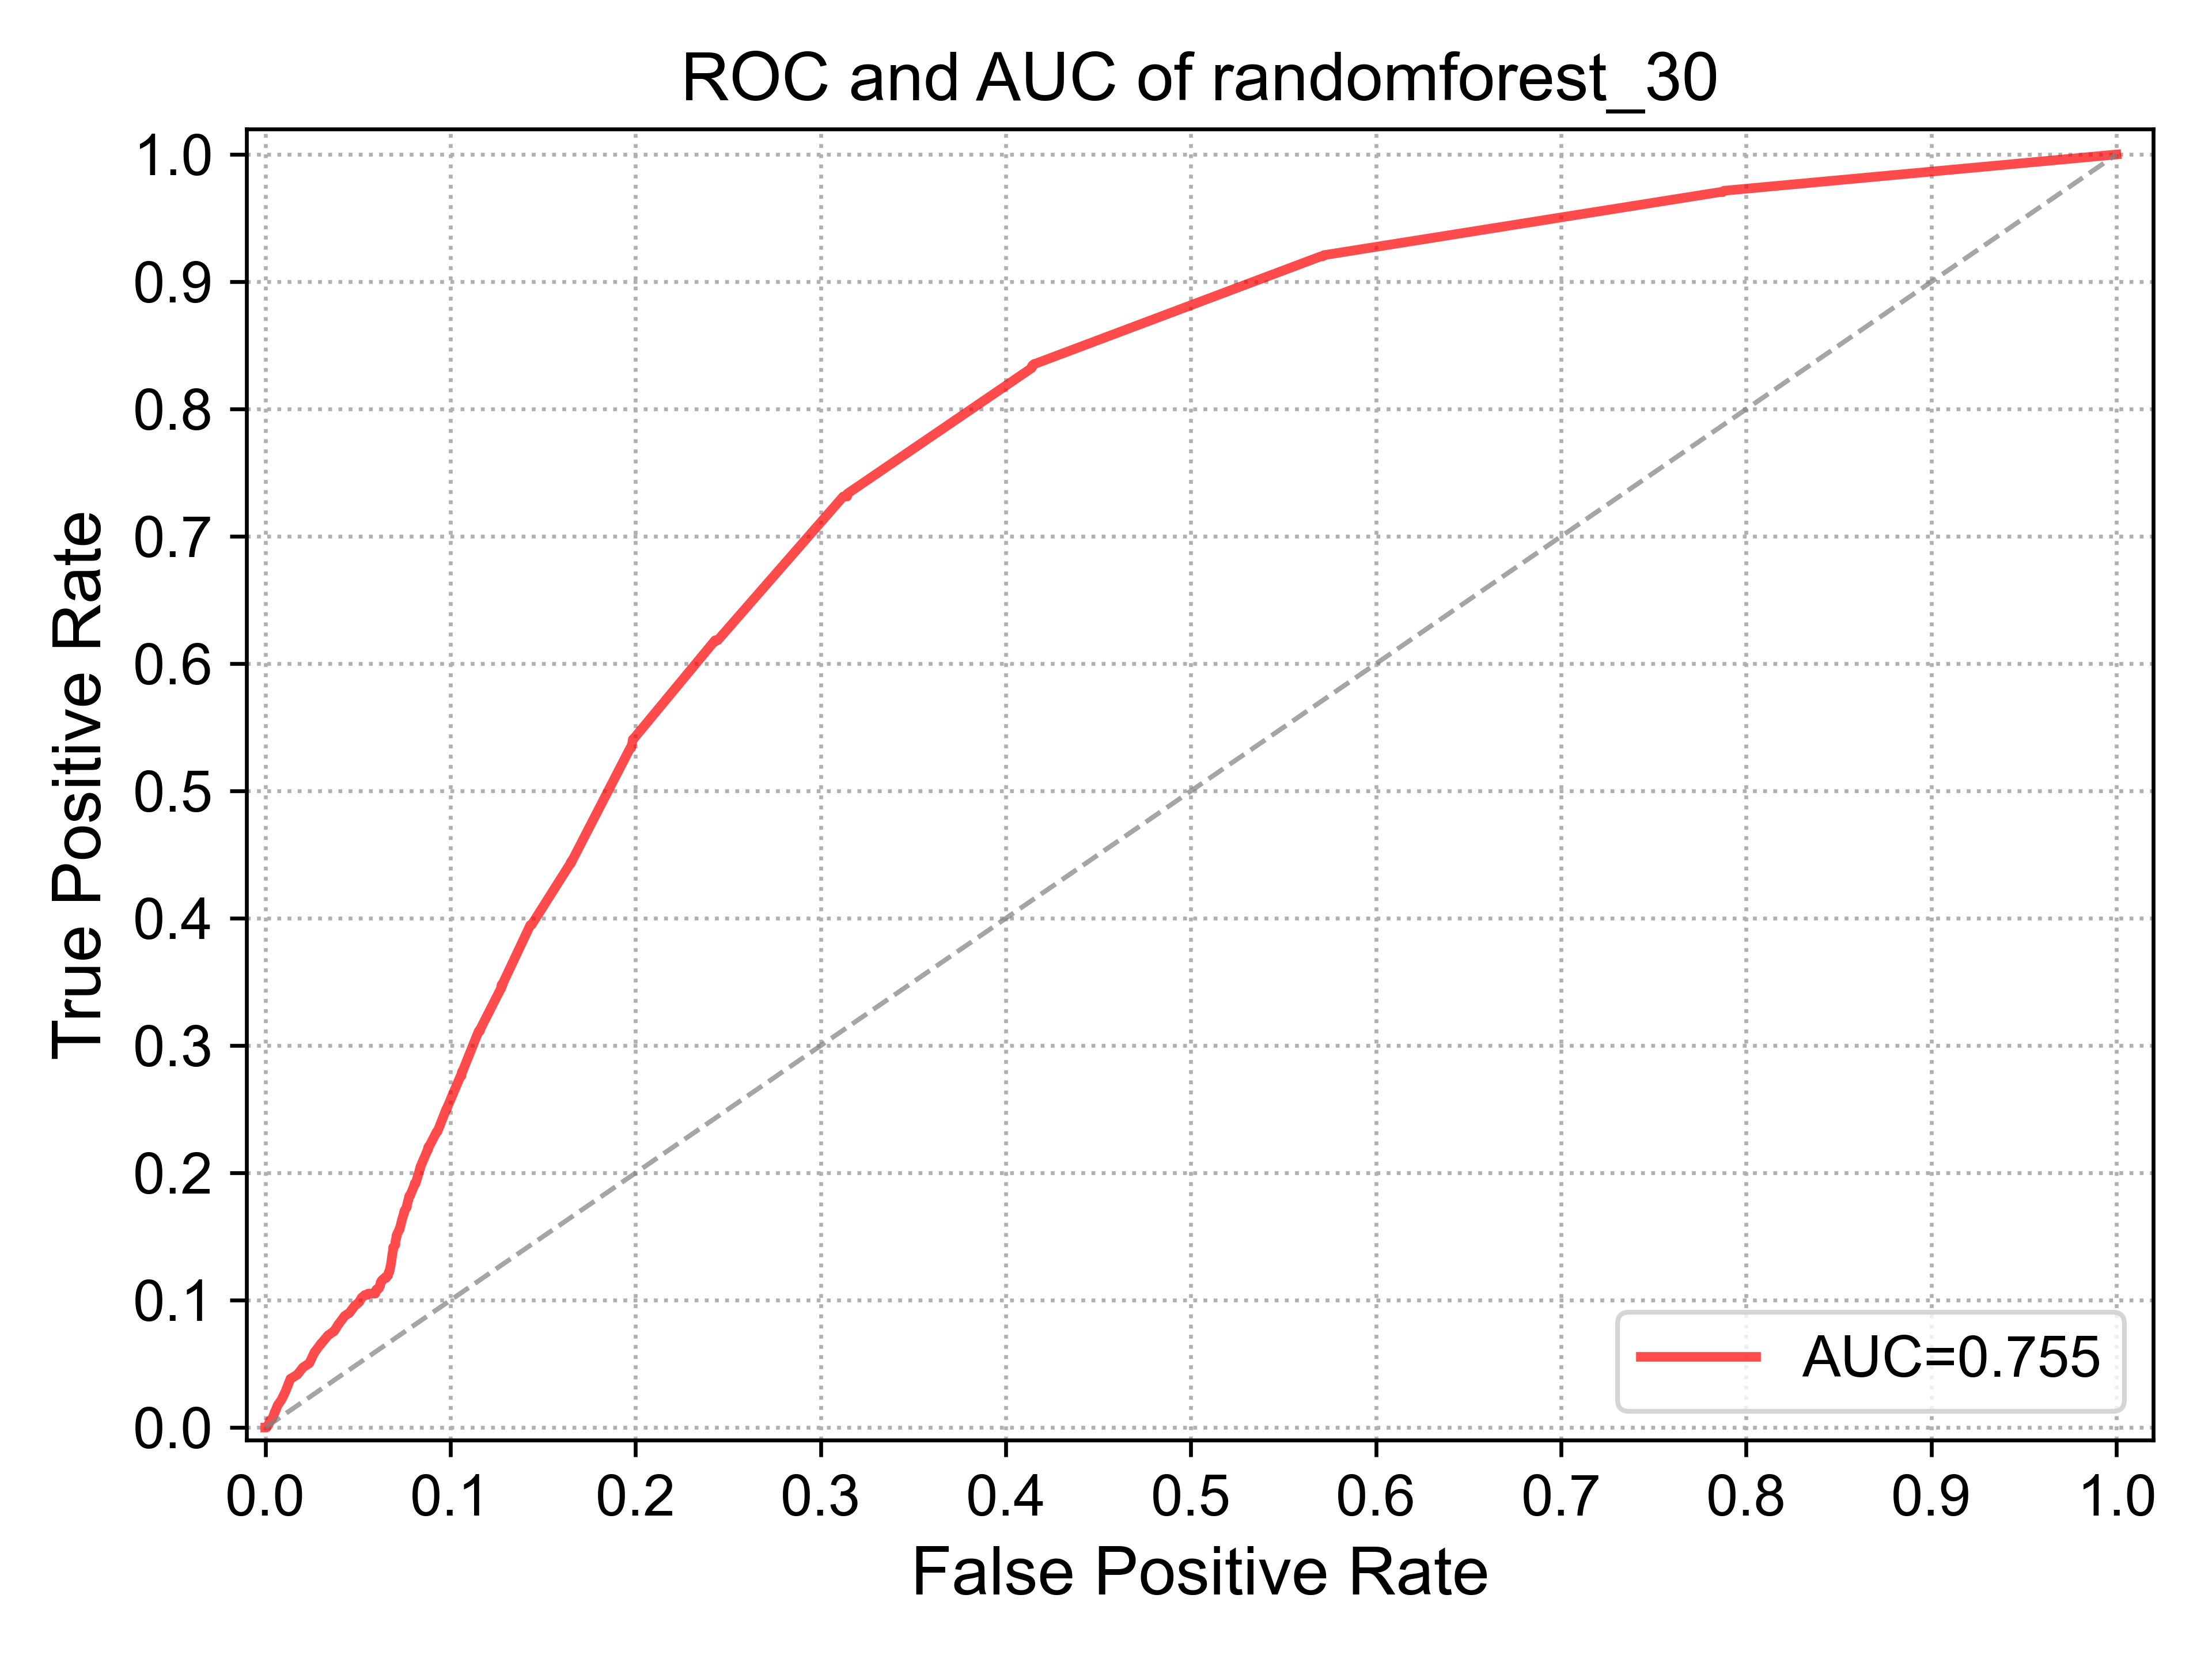 ROC and AUC of randomforest_30
True Positive Rate
1.0
0.9
0.8
0.7
0.6
0.5
0.4
0.3
0.2
0.1
0.0
AUC=0.755
0.0 0.1 0.2 0.3 0.4 0.5 0.6 0.7 0.8 0.9 1.0
False Positive Rate